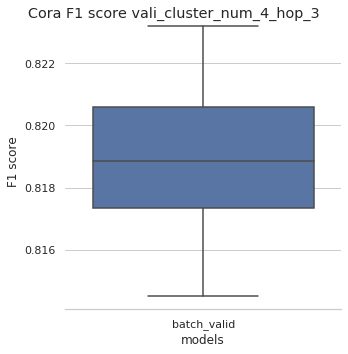 Cora F1 score vali_cluster_num_4_hop_3
0.822
0.820
0.818
0.816
F1 score
batch_valid
models